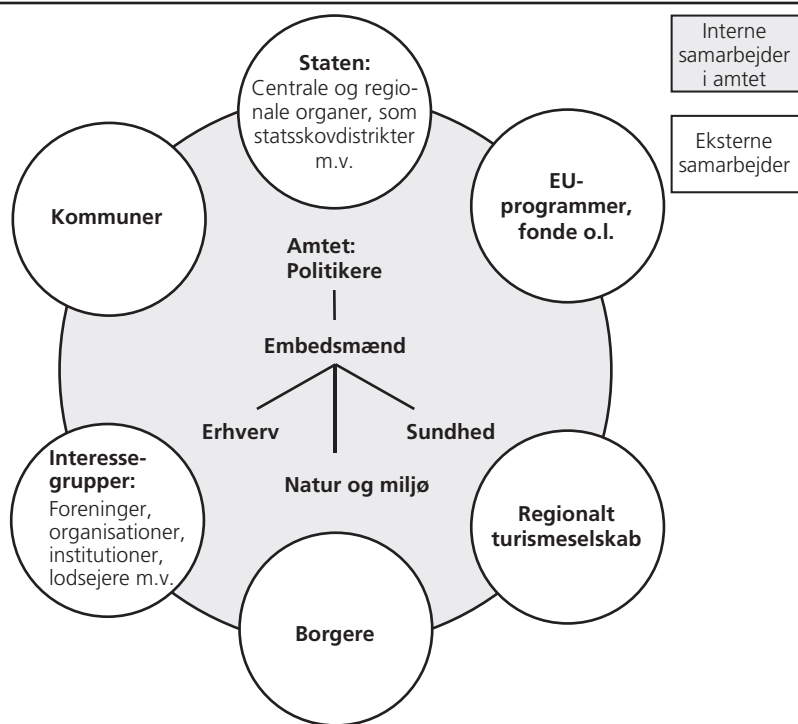 Staten:
Centrale og regio-
nale organer, som
statsskovdistrikter
m.v.
Interne
samarbejder
i amtet
Eksterne
samarbejder
Kommuner
EU-
programmer,
fonde o.l.
Amtet:
Politikere
Embedsmænd
Erhverv
Sundhed
Natur og miljø
Interesse-
grupper:
Foreninger,
organisationer,
institutioner,
lodsejere m.v.
Regionalt
turismeselskab
Borgere